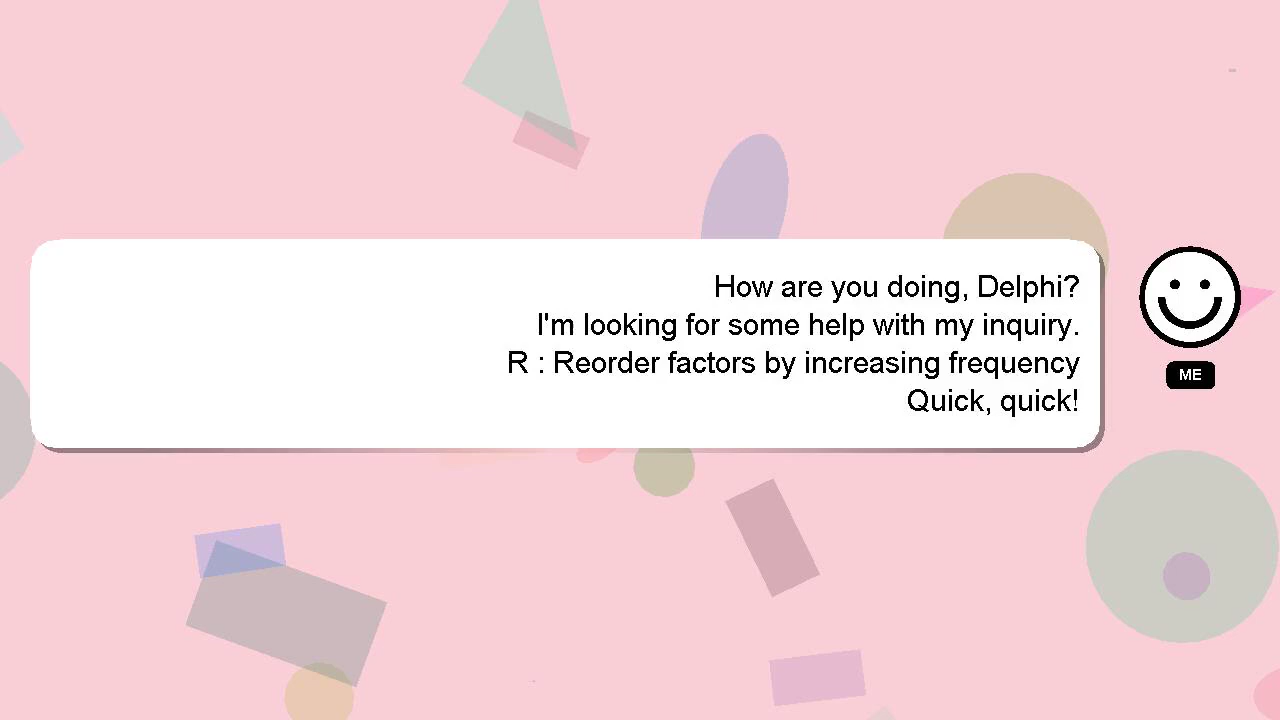 How are you doing, Delphi?
I'm looking for some help with my inquiry.
R : Reorder factors by increasing frequency
Quick, quick!
ME